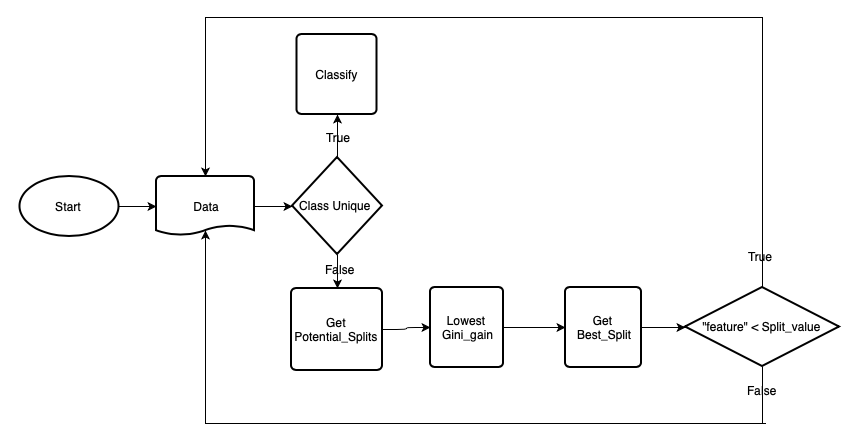 Classify
True
Start
Data
Class Unique
True
False
Get
Potential_Splits
Lowest
Gini_gain
Get
Best_Split
"feature" < Split_value
False